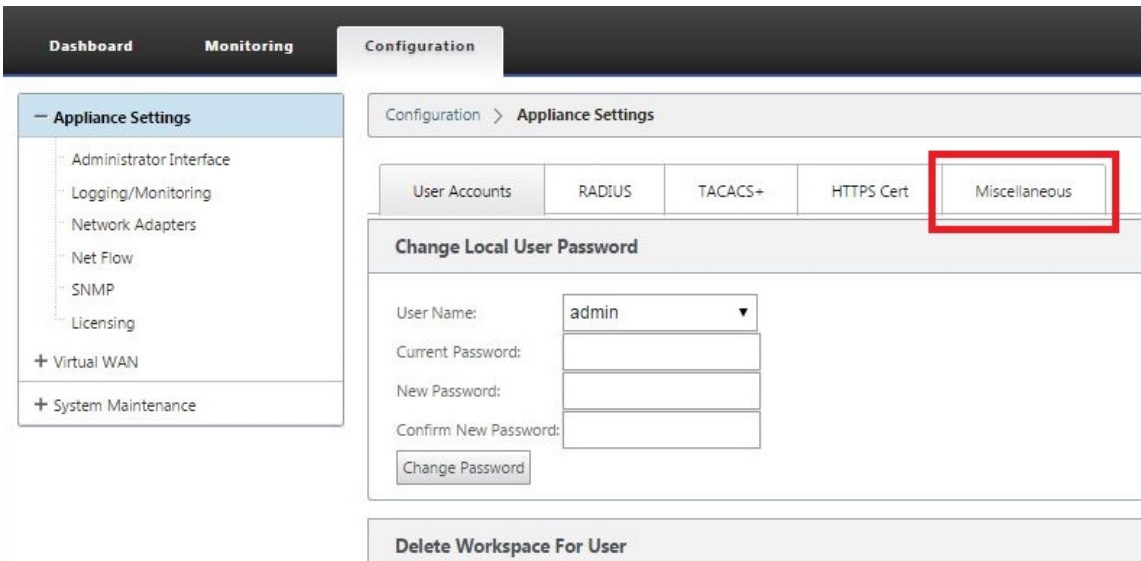 Dashboard Monitoring Configuration
− Appliance Settings
Administrator Interface
Logging/Monitoring
Network Adapters
Net Flow
SNMP
Licensing
+ Virtual WAN
+ System Maintenance
Configuration > Appliance Settings
User Accounts RADIUS TACACS+ HTTPS Cert Miscellaneous
Change Local User Password
User Name: admin
Current Password:
New Password:
Confirm New Password:
Change Password
Delete Workspace For User